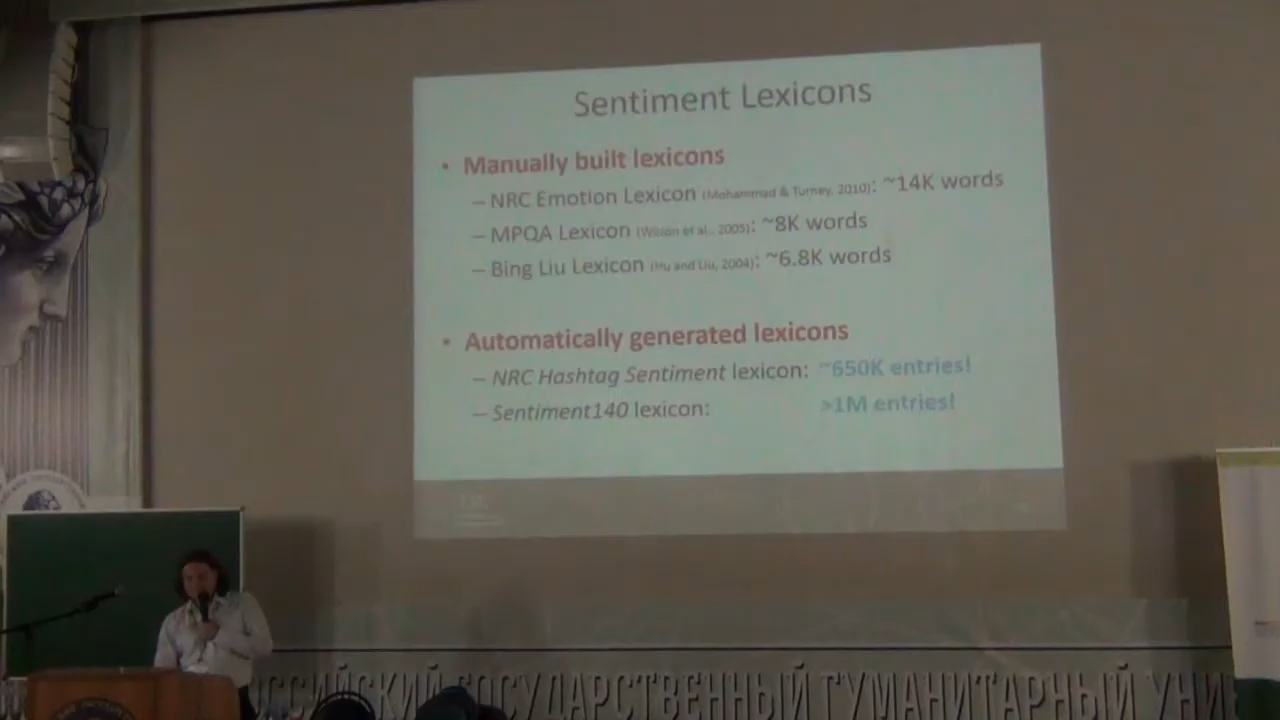 Sentiment Lexicons
• Manually built lexicons
– NRC Emotion Lexicon (Mohammad & Turney, 2010): ~14K words
– MPQA Lexicon (Wilson et al., 2005): ~8K words
– Bing Liu Lexicon (Hu and Liu, 2004): ~6.8K words
• Automatically generated lexicons
– NRC Hashtag Sentiment lexicon: ~650K entries!
– Sentiment140 lexicon: >1M entries!
ОССИЙСКИЙ ГОСУДАРСТВЕННЫЙ ГУМАНИТАРНЫЙ УНИ